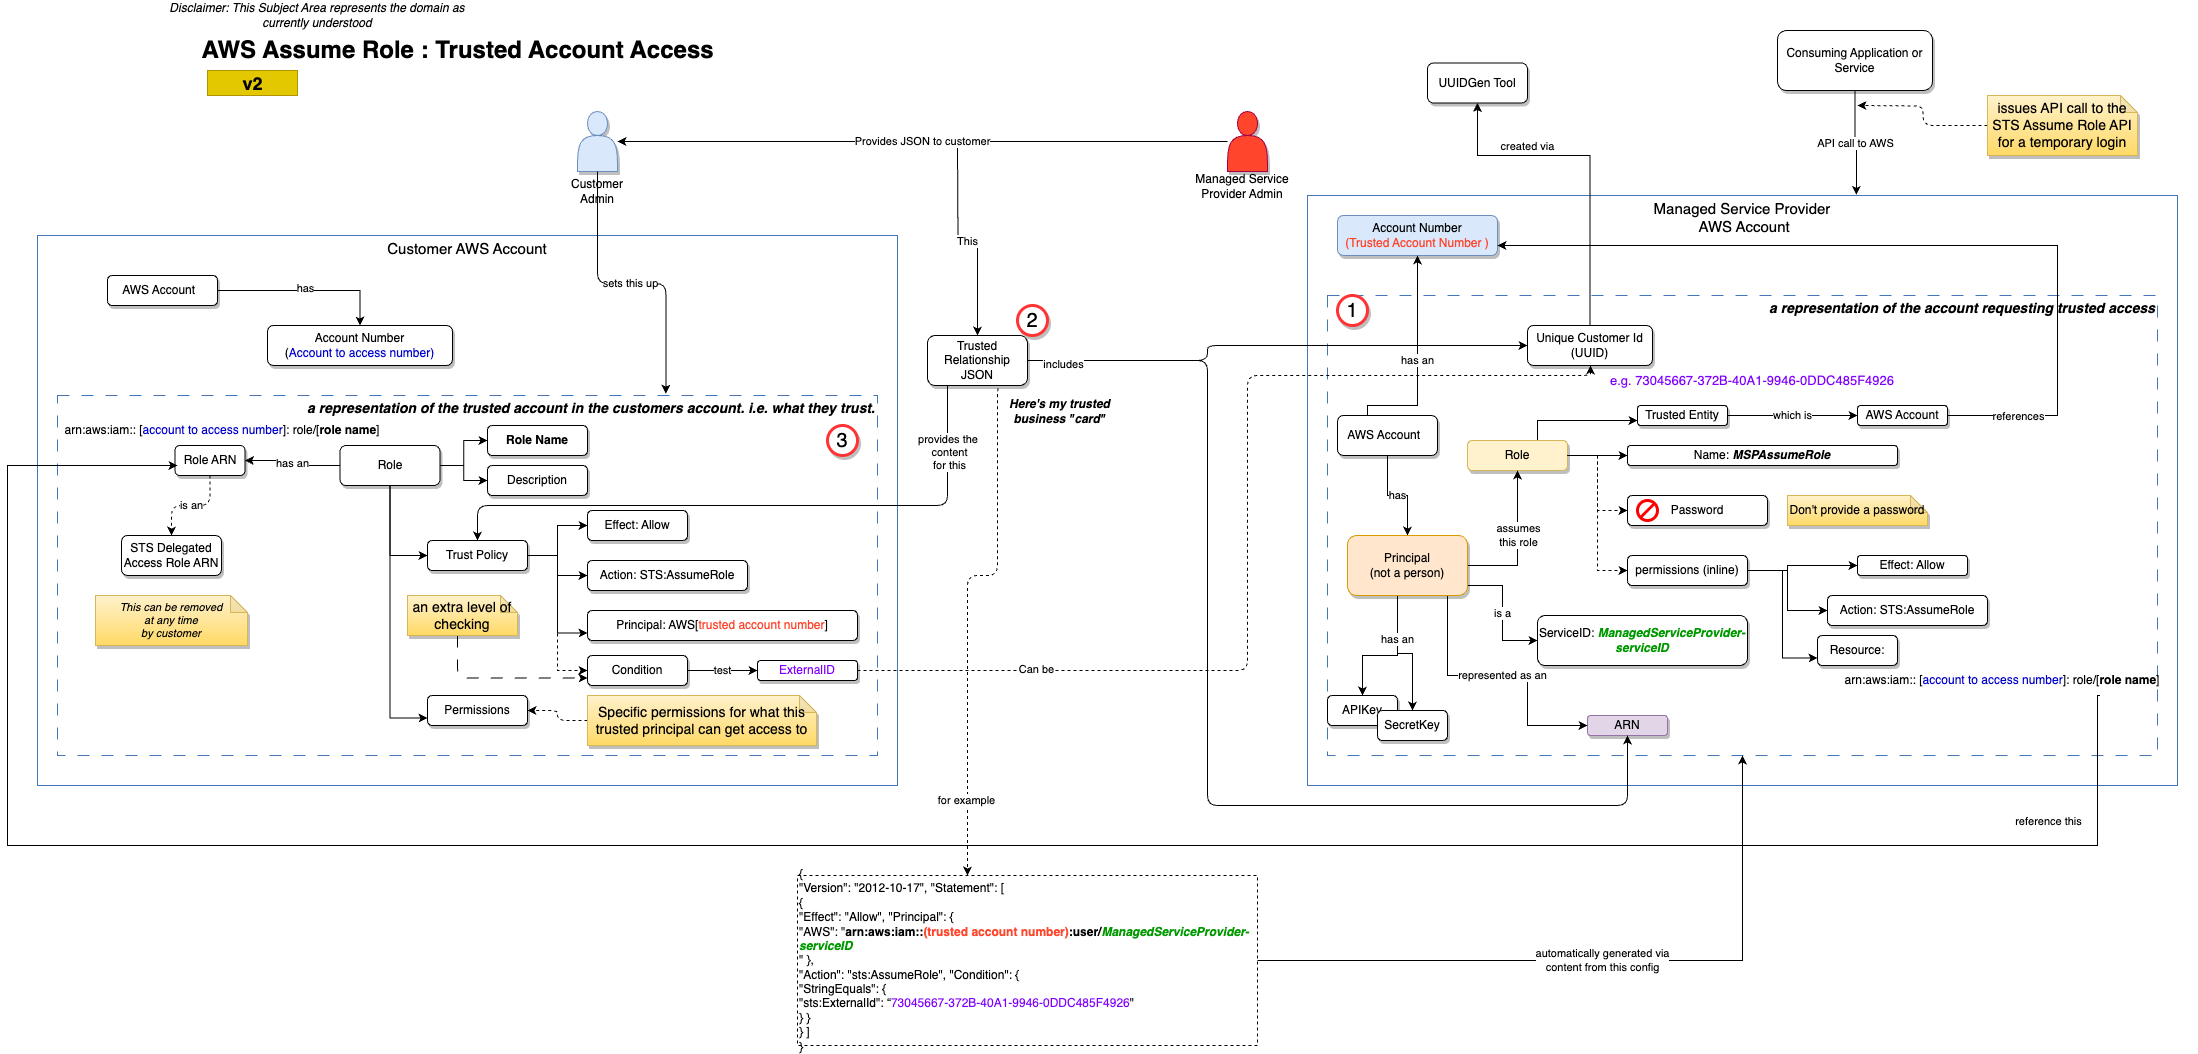 Disclaimer: This Subject Area represents the domain as
currently understood
AWS Assume Role : Trusted Account Access
v2
Consuming Application or
Service
UUIDGen Tool
issues API call to the
STS Assume Role API
for a temporary login
API call to AWS
created via
Provides JSON to customer
Customer
Admin
Managed Service
Provider Admin
This
sets this up
Customer AWS Account
AWS Account
has
Account Number
(Account to access number)
a representation of the trusted account in the customers account. i.e. what they trust.
arn:aws:iam:: [account to access number]: role/[role name]
3
Role ARN
has an
Role
Role Name
Description
is an
STS Delegated
Access Role ARN
This can be removed
at any time
by customer
Trust Policy
Effect: Allow
Action: STS:AssumeRole
an extra level of
checking
Principal: AWS[trusted account number]
Condition
test
ExternalID
Permissions
Specific permissions for what this
trusted principal can get access to
2
Trusted
Relationship
JSON
includes
Here's my trusted
business "card"
provides the
content
for this
Can be
for example
Managed Service Provider
AWS Account
Account Number
(Trusted Account Number )
1
a representation of the account requesting trusted access
Unique Customer Id
(UUID)
e.g. 73045667-372B-40A1-9946-0DDC485F4926
has an
AWS Account
has
Trusted Entity
which is
AWS Account
references
Role
Name: MSPAssumeRole
Password
Don't provide a password
assumes
this role
Principal
(not a person)
permissions (inline)
Effect: Allow
Action: STS:AssumeRole
Resource:
arn:aws:iam:: [account to access number]: role/[role name]
is a
ServiceID: ManagedServiceProvider-
serviceID
has an
represented as an
APIKey
SecretKey
ARN
reference this
{
"Version": "2012-10-17", "Statement": [
{
"Effect": "Allow", "Principal": {
"AWS": "arn:aws:iam::(trusted account number):user/ManagedServiceProvider-
serviceID
" },
"Action": "sts:AssumeRole", "Condition": {
"StringEquals": {
"sts:ExternalId": “73045667-372B-40A1-9946-0DDC485F4926"
} }
} ]
}
automatically generated via
content from this config